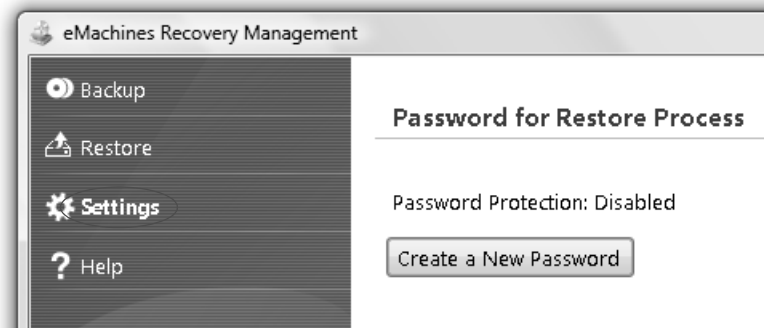 eMachines Recovery Management
Backup
Restore
Settings
? Help
Password for Restore Process
Password Protection: Disabled
Create a New Password